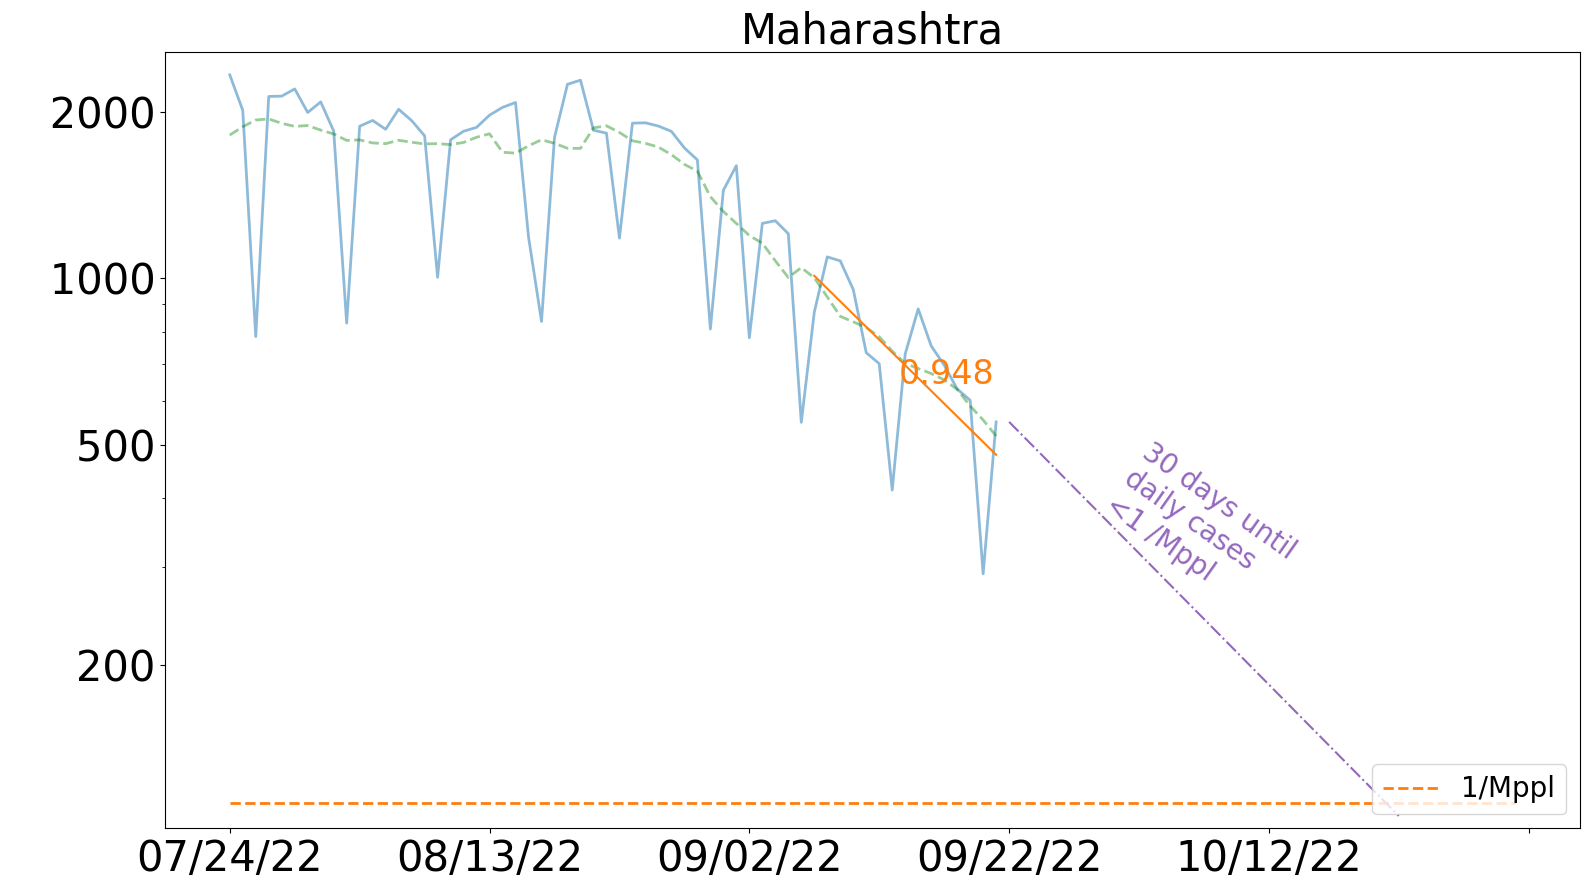 Maharashtra
2000
1000
500
200
0.948
30 days until
daily cases
<1 /Mppl
1/Mppl
07/24/22
08/13/22
09/02/22
09/22/22
10/12/22